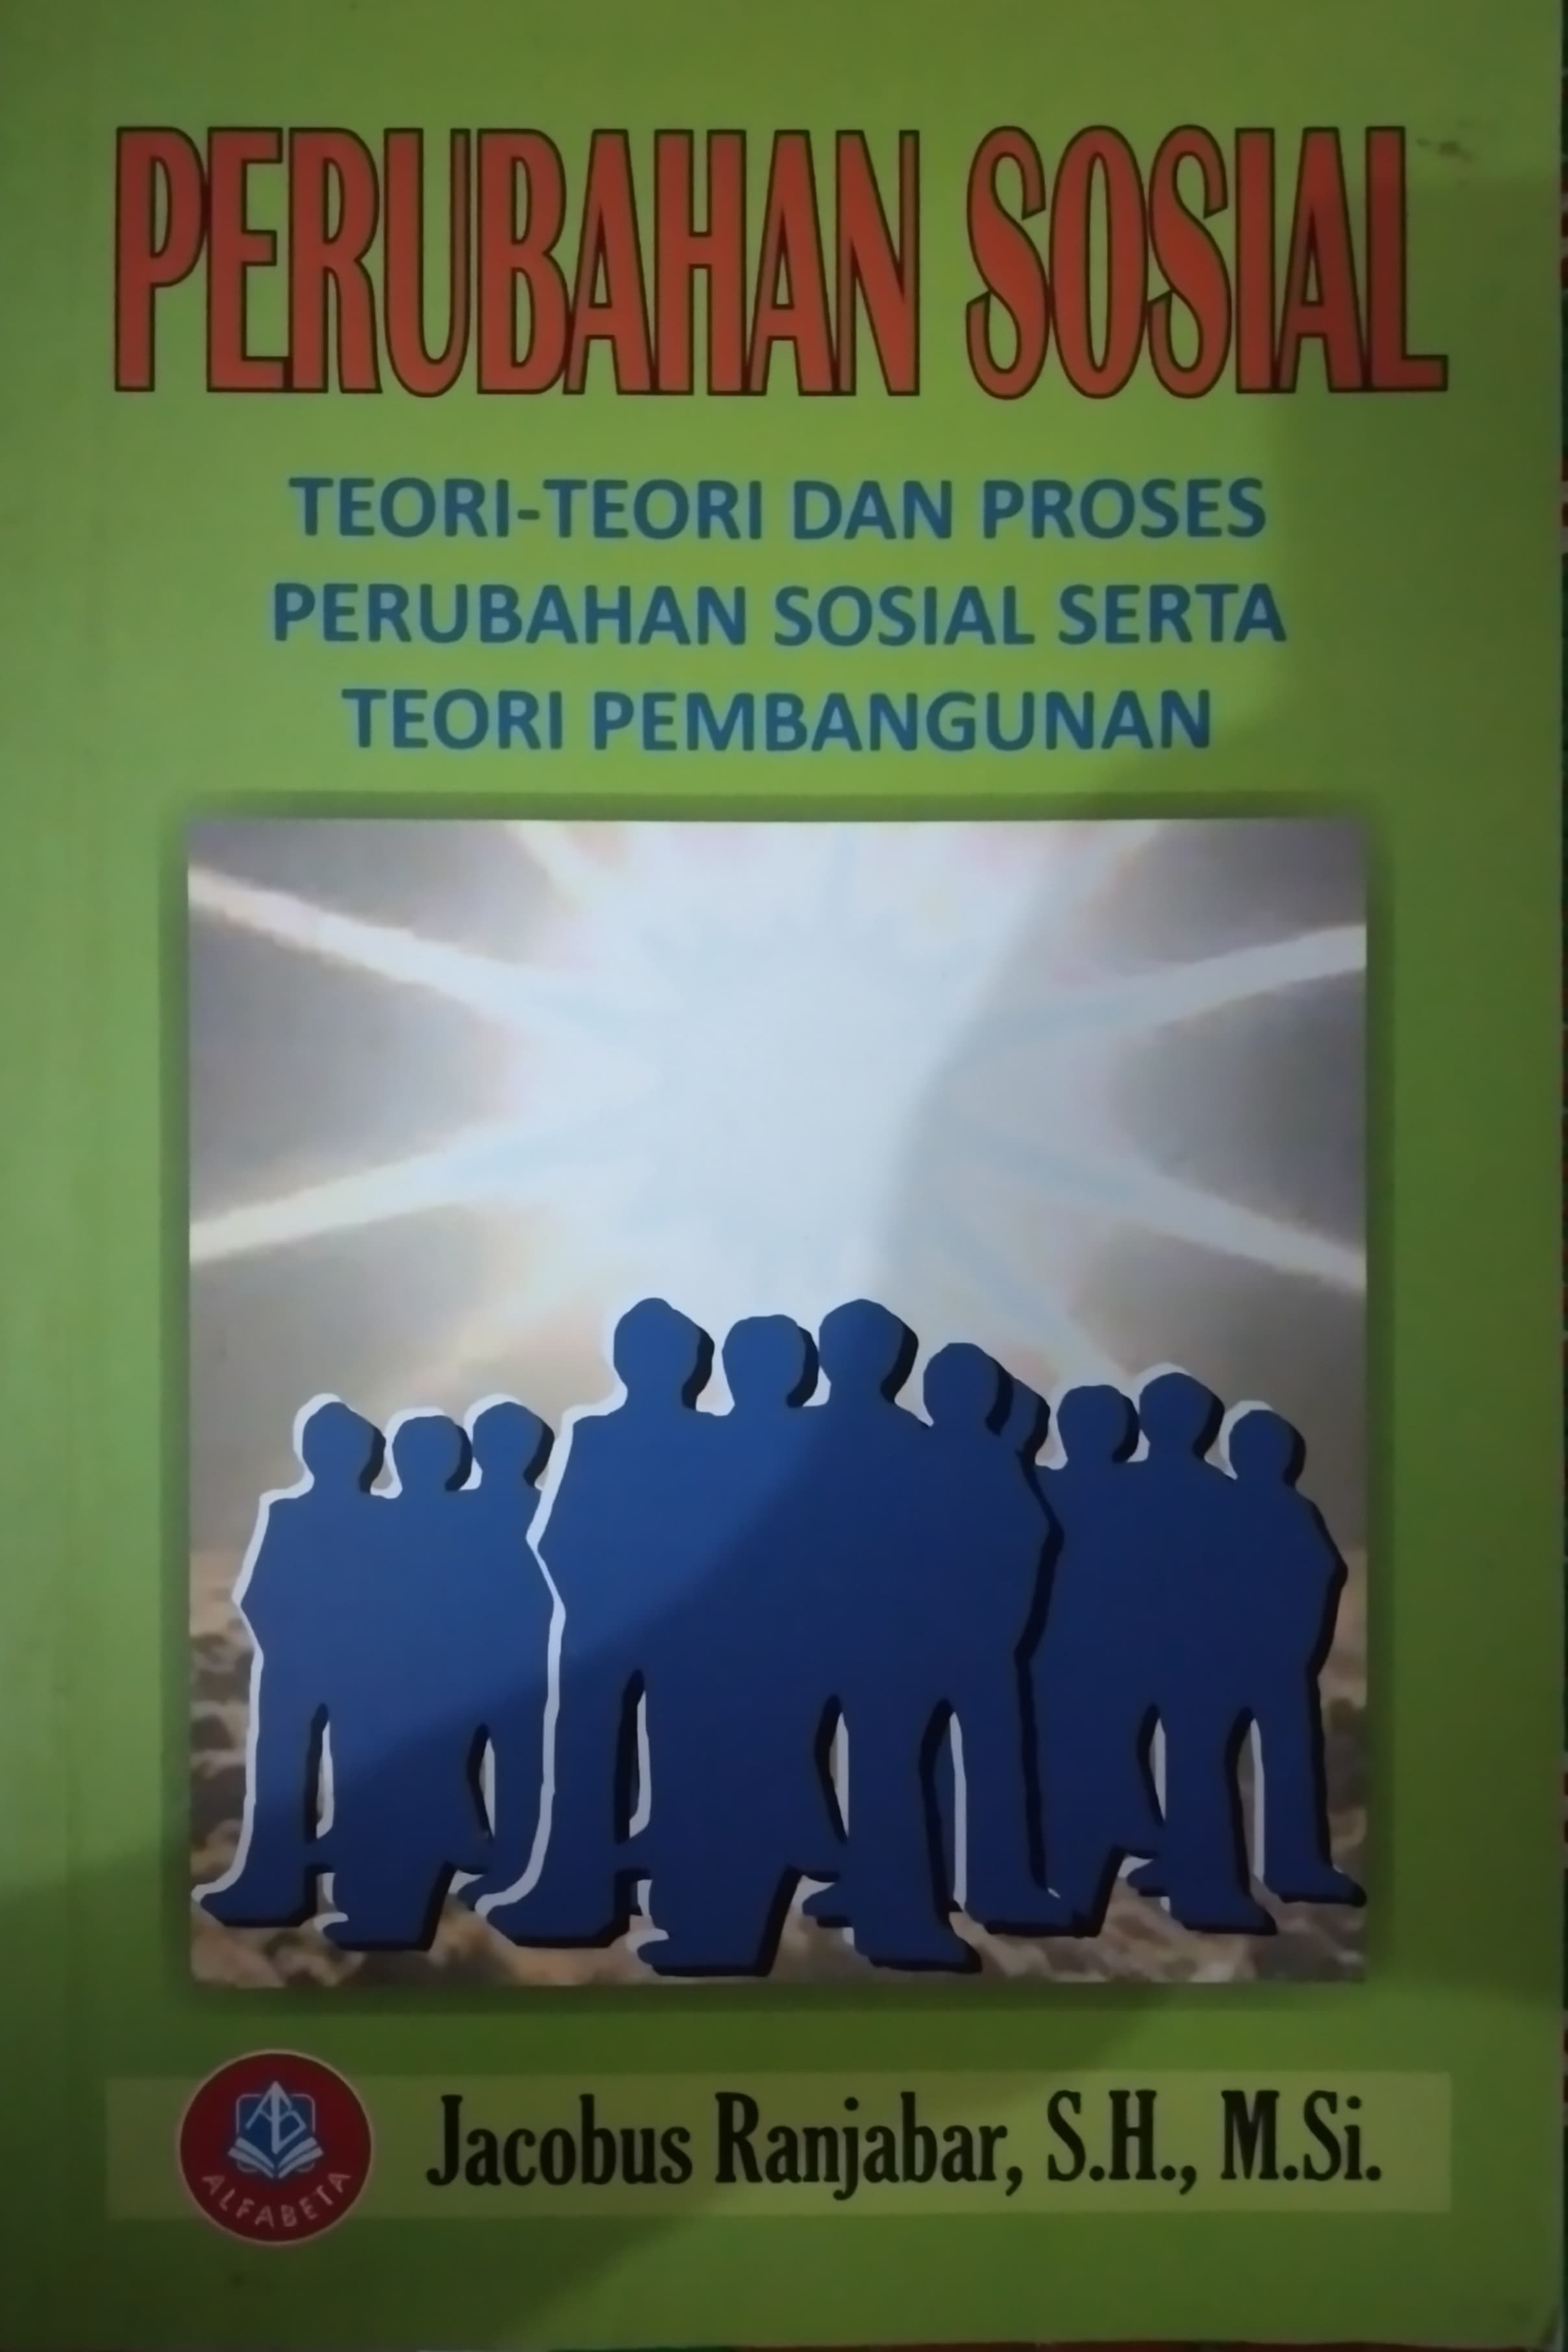 PERUBAHAN SOSIAL
TEORI-TEORI DAN PROSES
PERUBAHAN SOSIAL SERTA
TEORI PEMBANGUNAN
AB
ALFABETA
Jacobus Ranjabar, S.H., M.Si.